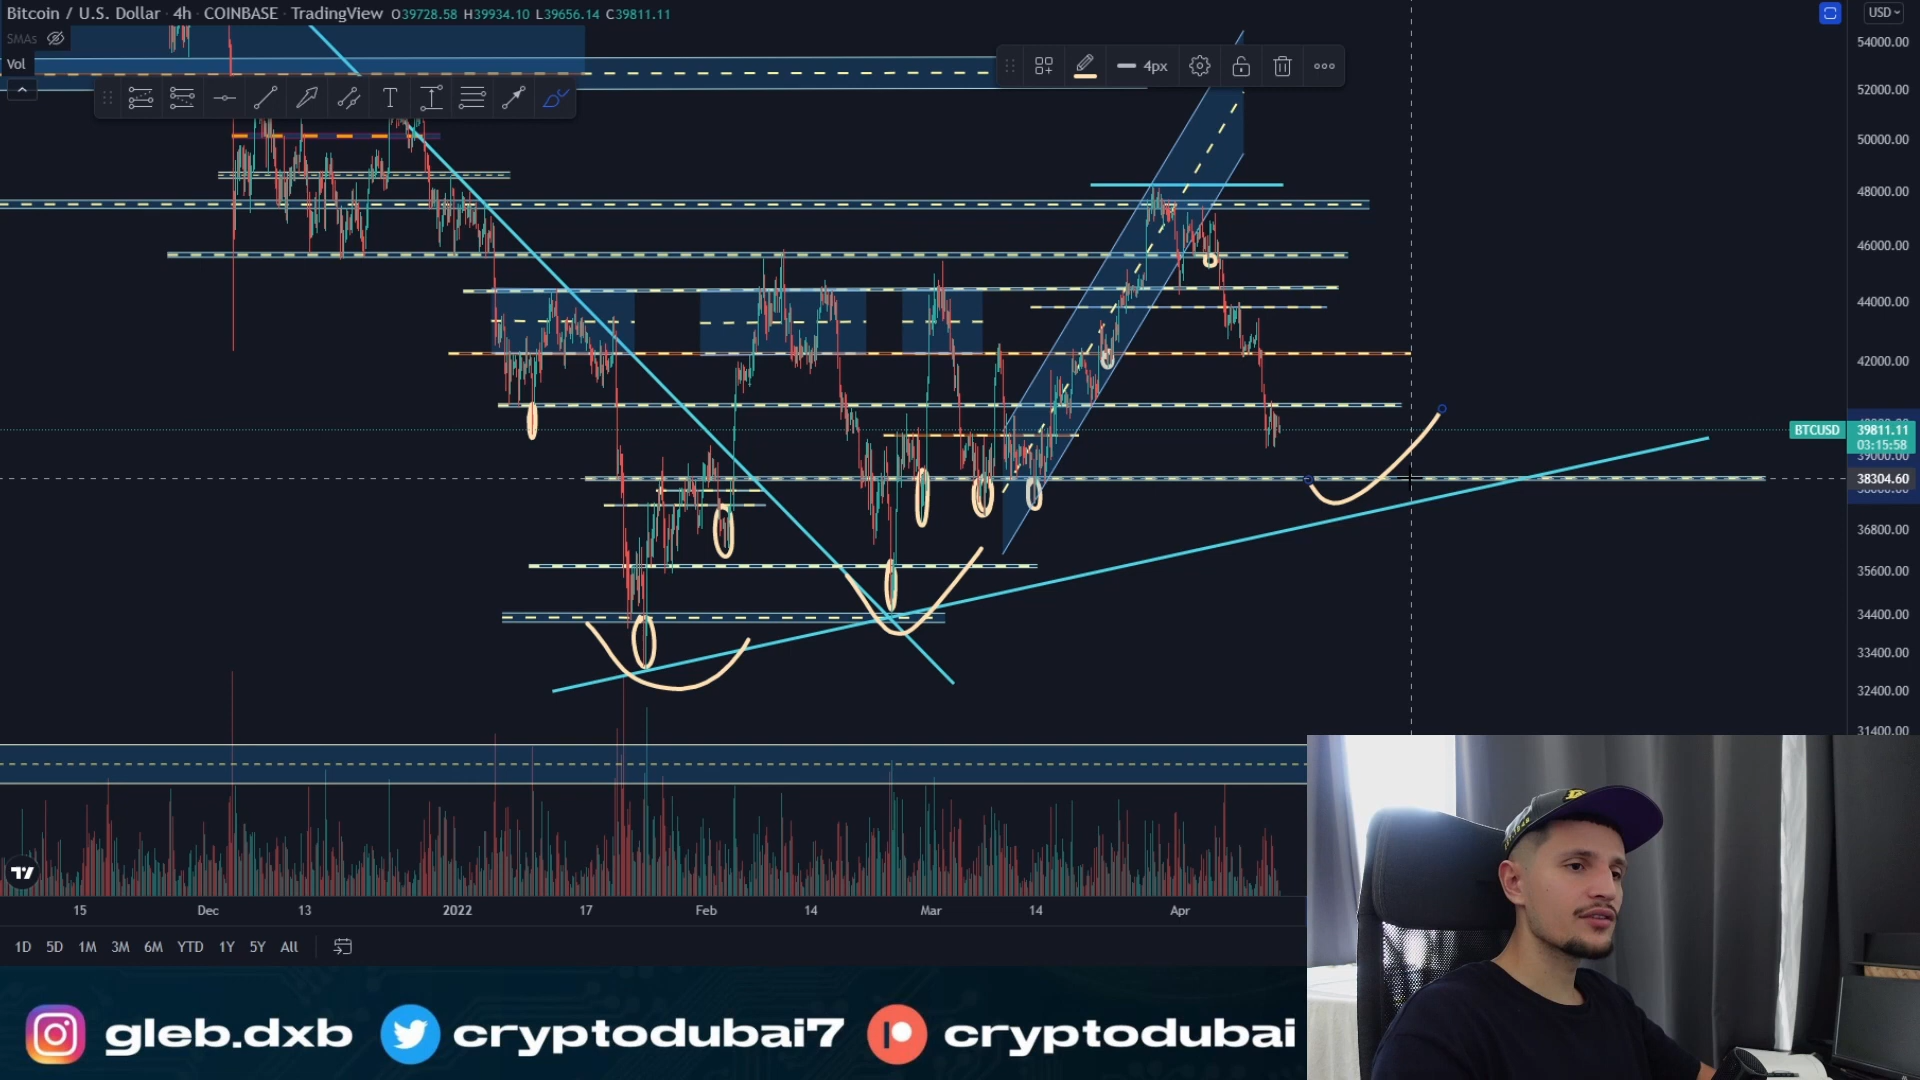 Bitcoin / U.S. Dollar · 4h · COINBASE · TradingView O39728.58 H39934.10 L39656.14 C39811.11
USD
SMAs
Vol
4px
T
54000.00
52000.00
50000.00
48000.00
46000.00
44000.00
42000.00
BTCUSD 39811.11
03:15:58
39000.00
38304.60
36800.00
35600.00
34400.00
33400.00
32400.00
31400.00
15 Dec 13 2022 17 Feb 14 Mar 14 Apr
1D 5D 1M 3M 6M YTD 1Y 5Y All
gleb.dxb cryptodubai7 cryptodubai